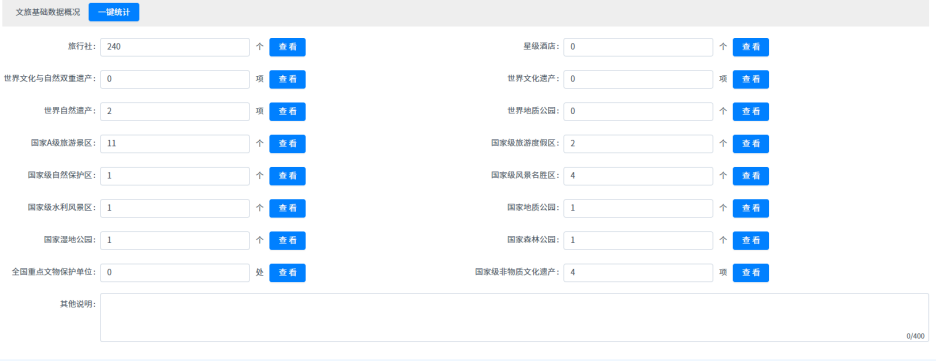 文旅基础数据概况 一键统计
旅行社: 240 个 查看 星级酒店: 0 个 查看
世界文化与自然双重遗产: 0 项 查看 世界文化遗产: 0 项 查看
世界自然遗产: 2 项 查看 世界地质公园: 0 个 查看
国家A级旅游景区: 11 个 查看 国家级旅游度假区: 2 个 查看
国家级自然保护区: 1 个 查看 国家级风景名胜区: 4 个 查看
国家级水利风景区: 1 个 查看 国家地质公园: 1 个 查看
国家湿地公园: 1 个 查看 国家森林公园: 1 个 查看
全国重点文物保护单位: 0 处 查看 国家级非物质文化遗产: 4 项 查看
其他说明:
0/400